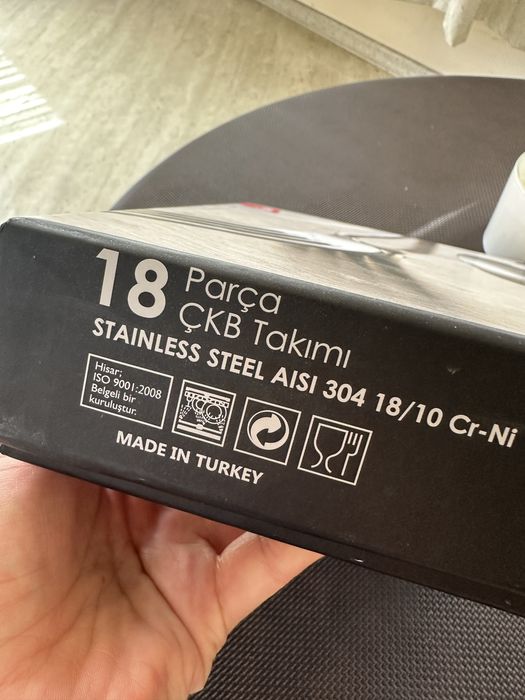 18 Parça
ÇKB Takımı
STAINLESS STEEL AISI 304 18/10 Cr-Ni
Hisar;
ISO 9001:2008
Belgeli bir
kuruluştur.
MADE IN TURKEY